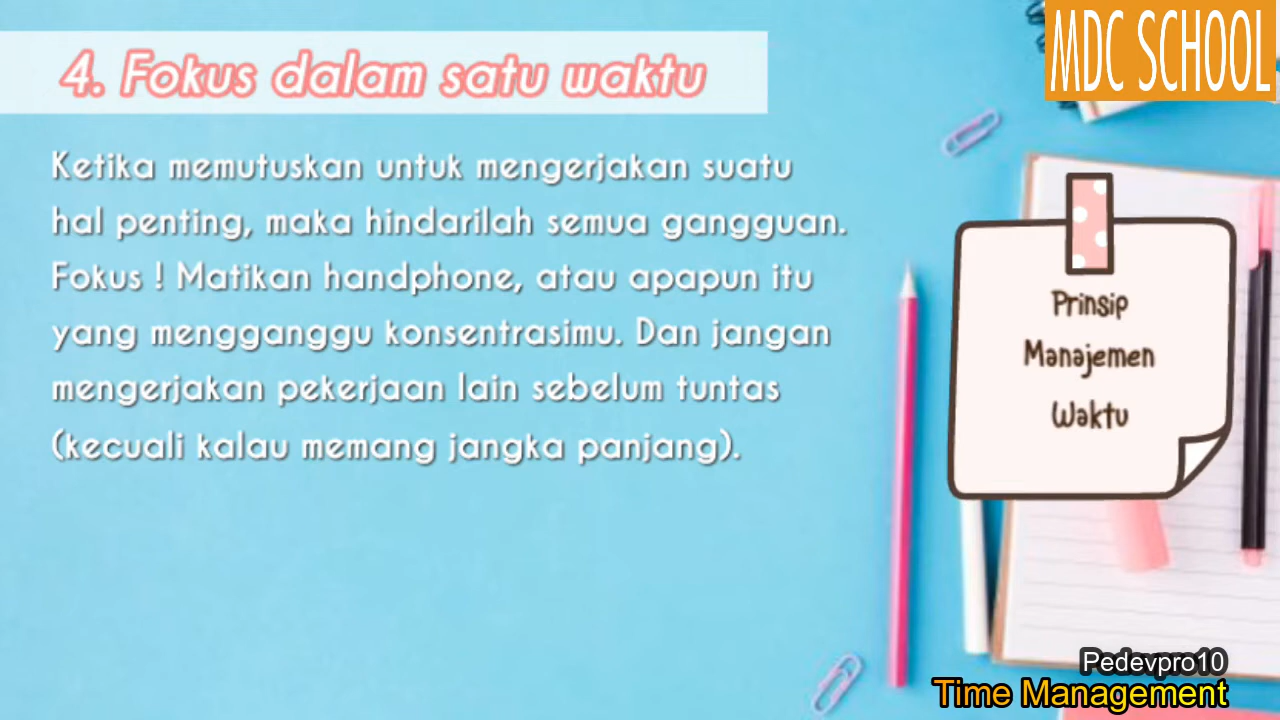 4. Fokus dalam satu waktu
MDC SCHOOL
Ketika memutuskan untuk mengerjakan suatu
hal penting, maka hindarilah semua gangguan.
Fokus ! Matikan handphone, atau apapun itu
yang mengganggu konsentrasimu. Dan jangan
mengerjakan pekerjaan lain sebelum tuntas
(kecuali kalau memang jangka panjang).
Prinsip
Manajemen
Waktu
Pedevpro10
Time Management